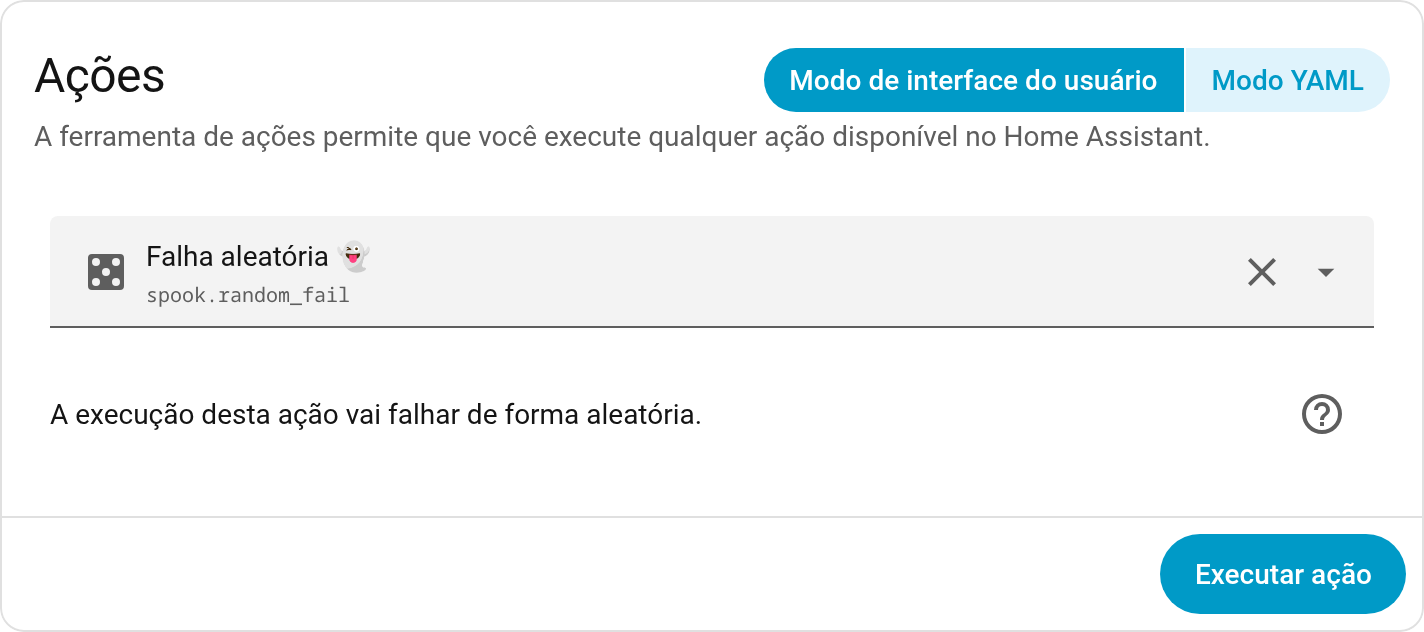 Ações
Modo de interface do usuário
Modo YAML
A ferramenta de ações permite que você execute qualquer ação disponível no Home Assistant.
Falha aleatória 👻
spook.random_fail
A execução desta ação vai falhar de forma aleatória.
Executar ação